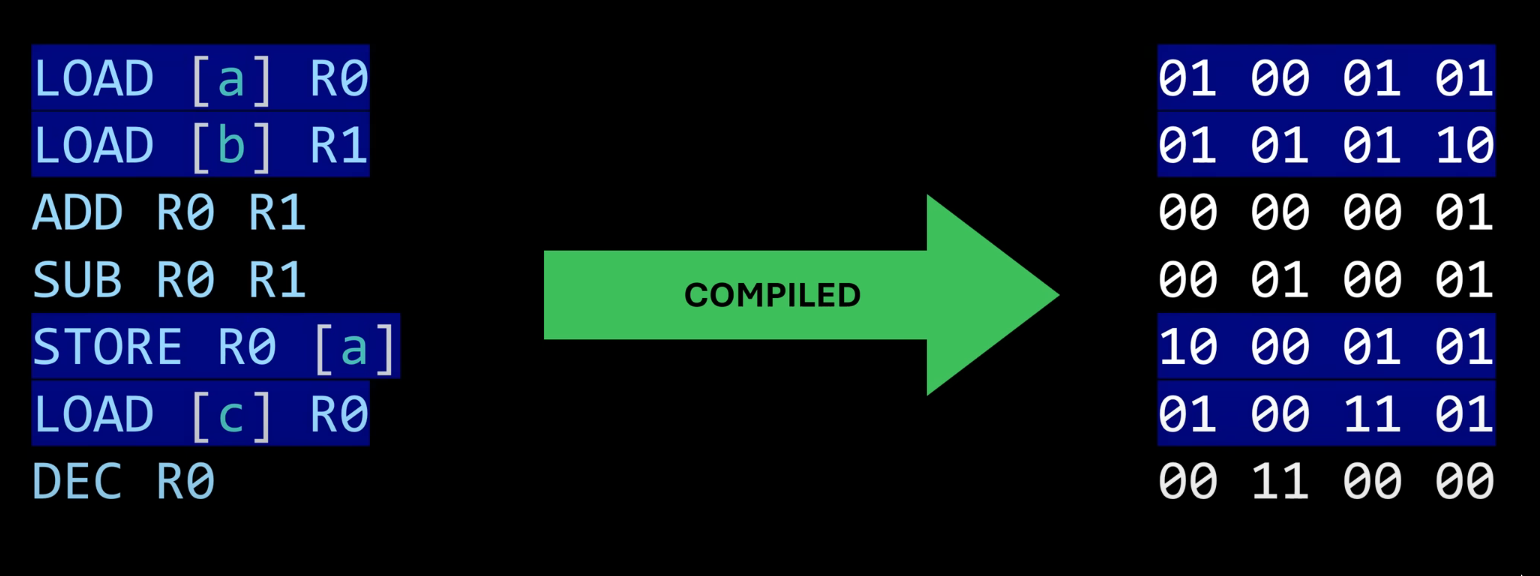 LOAD [a] R0
LOAD [b] R1
ADD R0 R1
SUB R0 R1
STORE R0 [a]
LOAD [c] R0
DEC R0
COMPILED
01 00 01 01
01 01 01 10
00 00 00 01
00 01 00 01
10 00 01 01
01 00 11 01
00 11 00 00